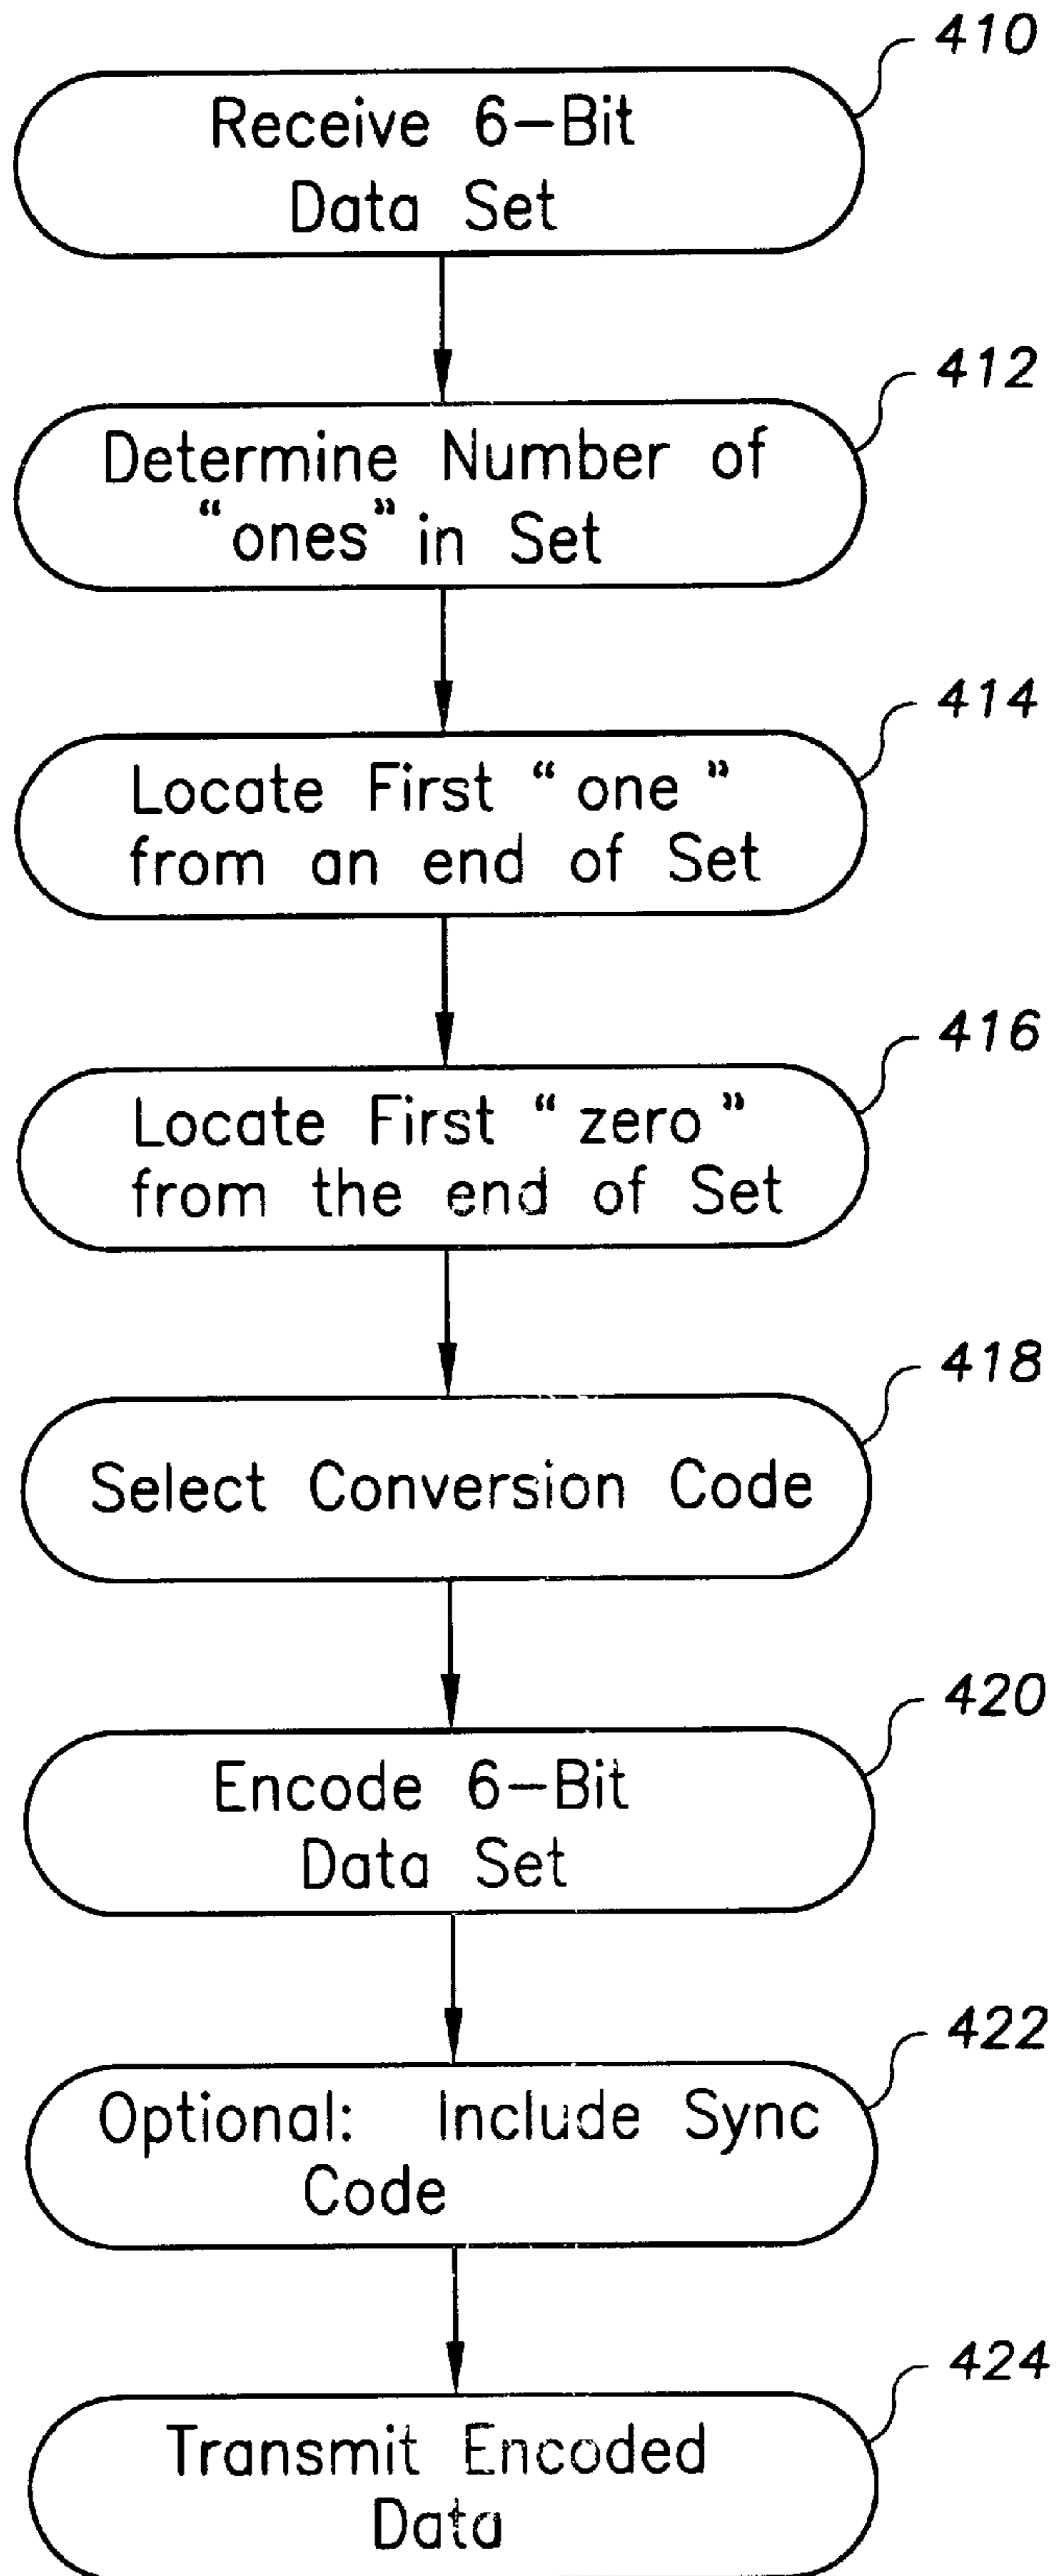 410
Receive 6-Bit
Data Set
412
Determine Number of
“ones” in Set
414
Locate First “one”
from an end of Set
416
Locate First “zero”
from the end of Set
418
Select Conversion Code
420
Encode 6-Bit
Data Set
422
Optional: Include Sync
Code
424
Transmit Encoded
Data